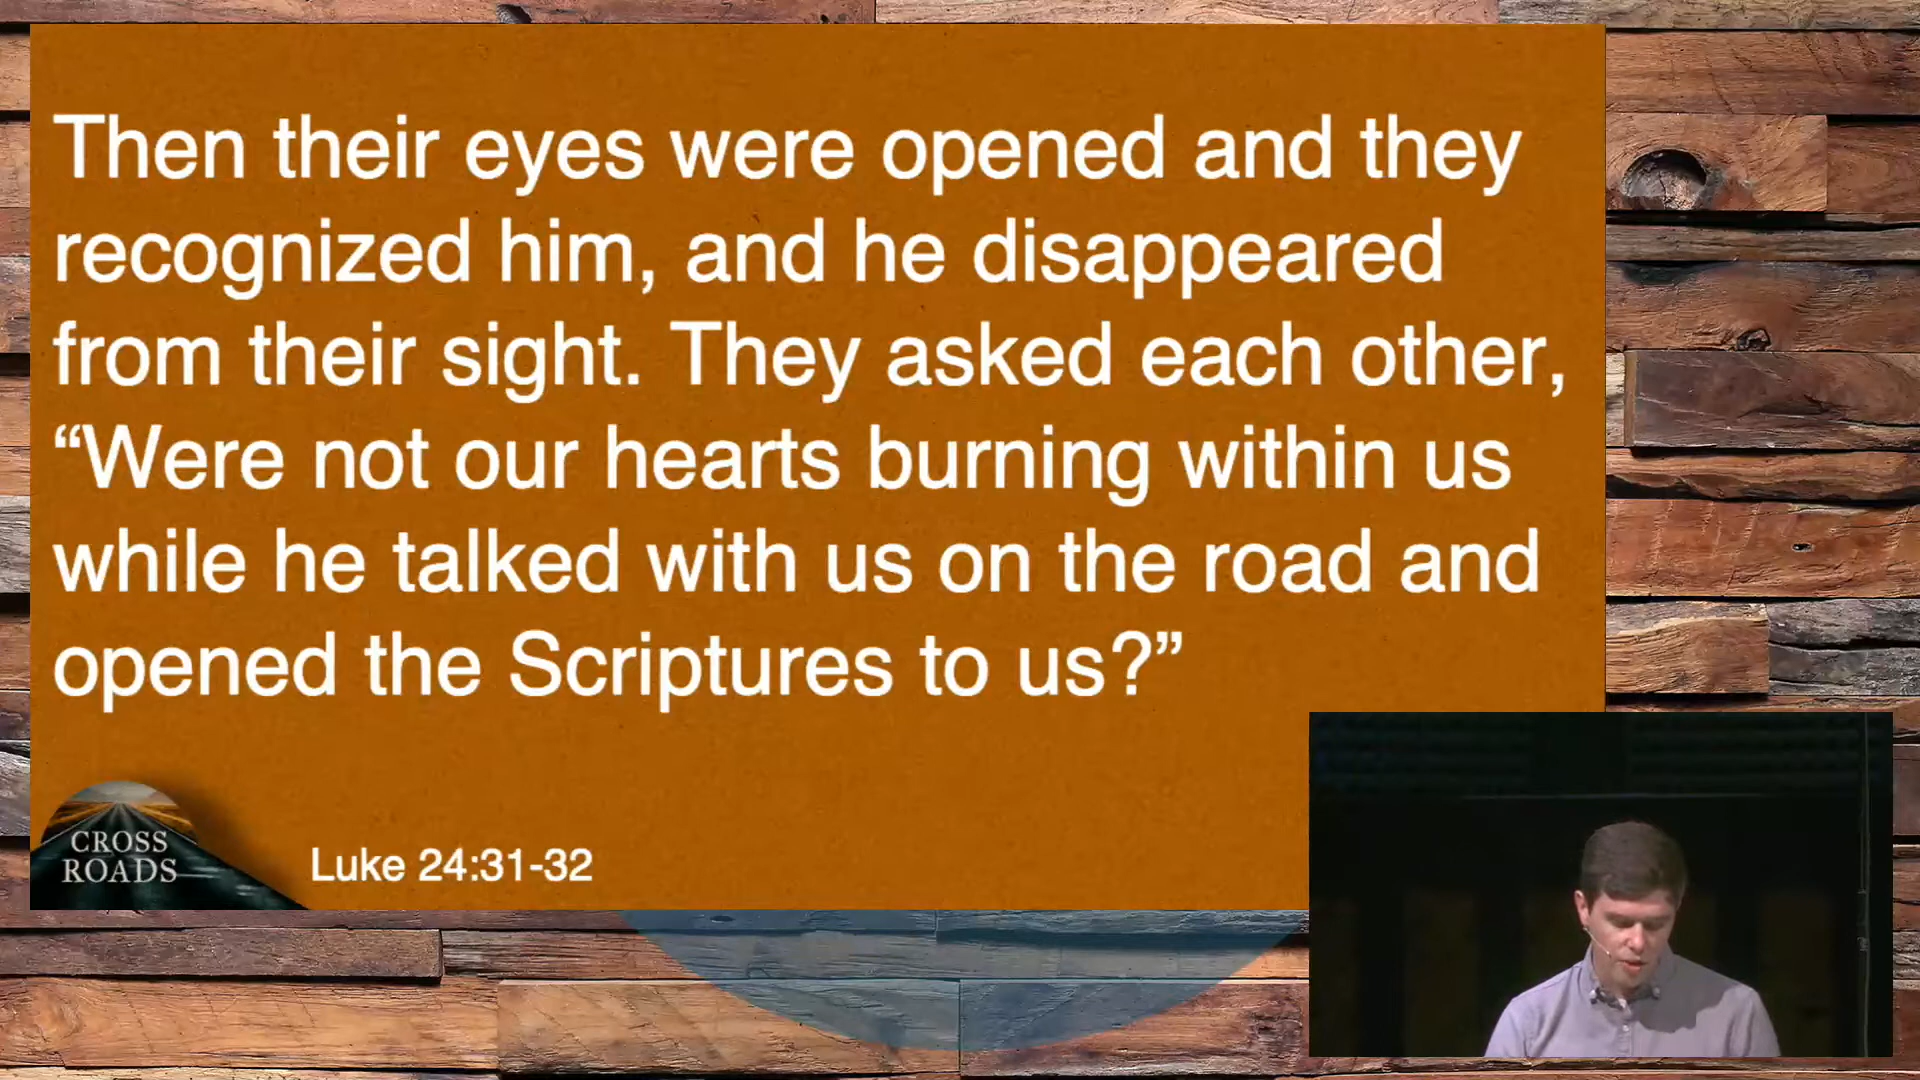 Then their eyes were opened and they
recognized him, and he disappeared
from their sight. They asked each other,
“Were not our hearts burning within us
while he talked with us on the road and
opened the Scriptures to us?”
CROSS
ROADS
Luke 24:31-32